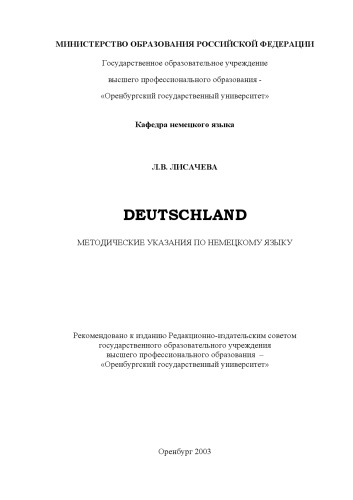 МИНИСТЕРСТВО ОБРАЗОВАНИЯ РОССИЙСКОЙ ФЕДЕРАЦИИ
Государственное образовательное учреждение
высшего профессионального образования -
«Оренбургский государственный университет»
Кафедра немецкого языка
Л.В. ЛИСАЧЕВА
DEUTSCHLAND
МЕТОДИЧЕСКИЕ УКАЗАНИЯ ПО НЕМЕЦКОМУ ЯЗЫКУ
Рекомендовано к изданию Редакционно-издательским советом
государственного образовательного учреждения
высшего профессионального образования –
«Оренбургский государственный университет»
Оренбург 2003